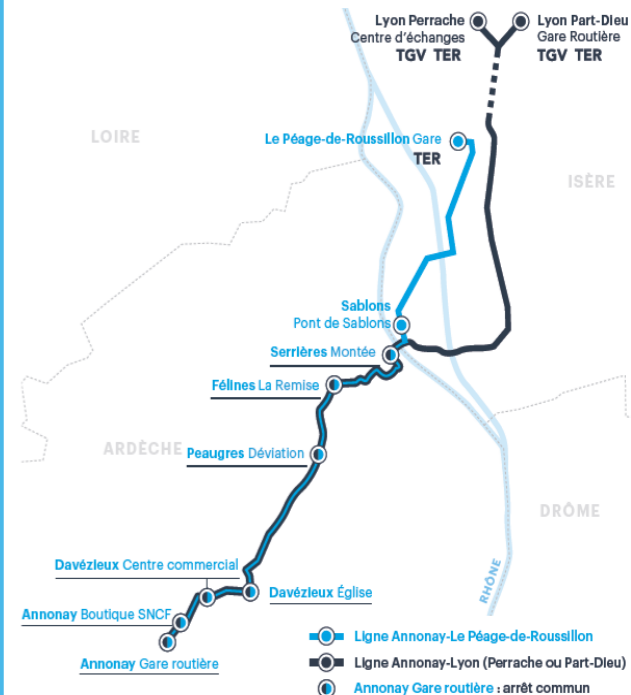 Lyon Perrache
Centre d'échanges
TGV TER
Lyon Part-Dieu
Gare Routière
TGV TER
LOIRE
Le Péage-de-Roussillon Gare
TER
ISÈRE
Sablons
Pont de Sablons
Serrières Montée
Félines La Remise
ARDÈCHE
Peaugres Déviation
DRÔME
Davézieux Centre commercial
RHÔNE
Davézieux Église
Annonay Boutique SNCF
Annonay Gare routière
Ligne Annonay-Le Péage-de-Roussillon
Ligne Annonay-Lyon (Perrache ou Part-Dieu)
Annonay Gare routière : arrêt commun